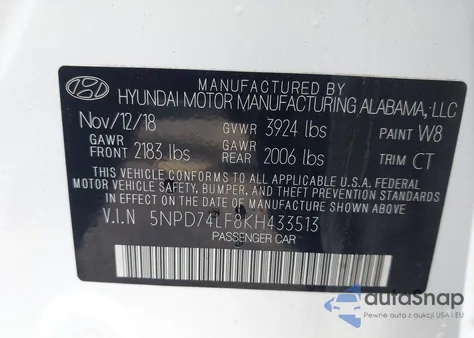 MANUFACTURED BY
HYUNDAI MOTOR MANUFACTURING ALABAMA, LLC
Nov/12/18 GVWR 3924 lbs PAINT W8
GAWR FRONT 2183 lbs GAWR REAR 2006 lbs TRIM CT
THIS VEHICLE CONFORMS TO ALL APPLICABLE U.S.A. FEDERAL
MOTOR VEHICLE SAFETY, BUMPER, AND THEFT PREVENTION STANDARDS
IN EFFECT ON THE DATE OF MANUFACTURE SHOWN ABOVE.
V.I.N 5NPD74LF8KH433513
PASSENGER CAR
autoSnap
Pewne auta z aukcji USA i EU